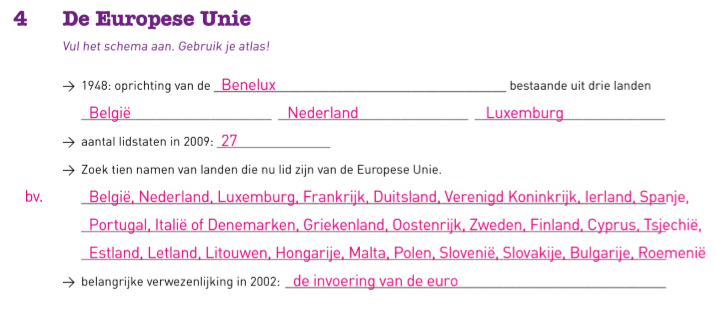 4 De Europese Unie
Vul het schema aan. Gebruik je atlas!
→ 1948: oprichting van de Benelux bestaande uit drie landen
België Nederland Luxemburg
→ aantal lidstaten in 2009: 27
→ Zoek tien namen van landen die nu lid zijn van de Europese Unie.
bv. België, Nederland, Luxemburg, Frankrijk, Duitsland, Verenigd Koninkrijk, Ierland, Spanje,
Portugal, Italië of Denemarken, Griekenland, Oostenrijk, Zweden, Finland, Cyprus, Tsjechië,
Estland, Letland, Litouwen, Hongarije, Malta, Polen, Slovenië, Slovakije, Bulgarije, Roemenië
→ belangrijke verwezenlijking in 2002: de invoering van de euro